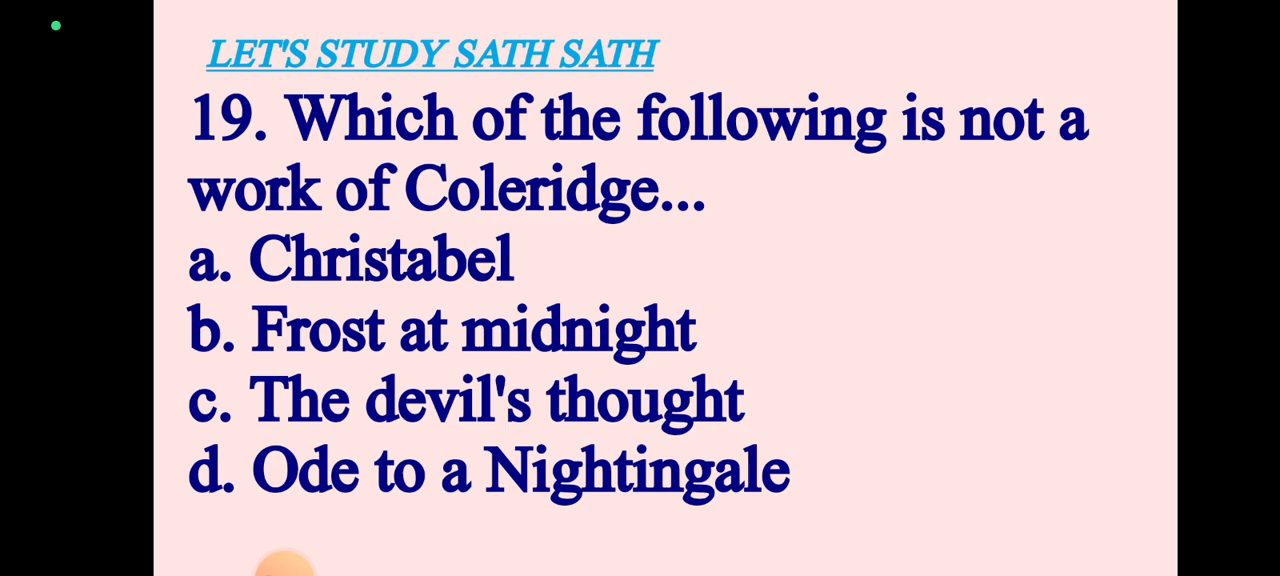 LET'S STUDY SATH SATH
19. Which of the following is not a
work of Coleridge...
a. Christabel
b. Frost at midnight
c. The devil's thought
d. Ode to a Nightingale